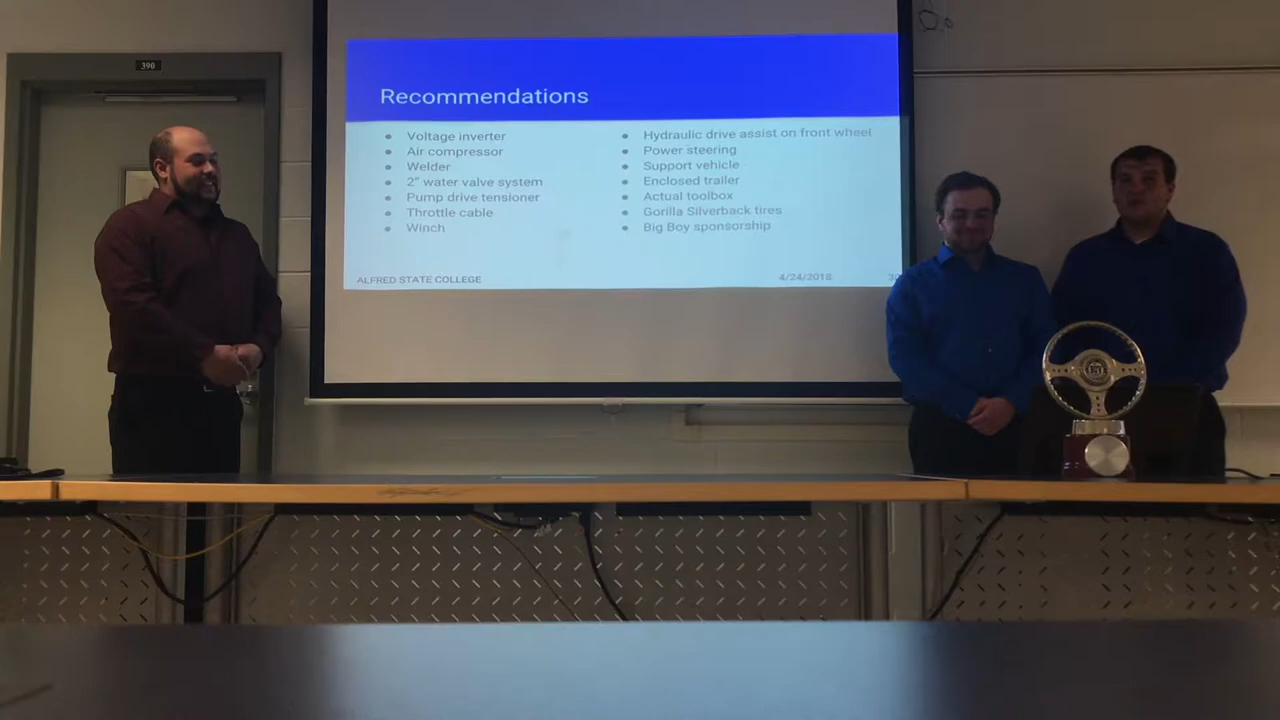 390
Recommendations
● Voltage inverter
● Air compressor
● Welder
● 2" water valve system
● Pump drive tensioner
● Throttle cable
● Winch
● Hydraulic drive assist on front wheel
● Power steering
● Support vehicle
● Enclosed trailer
● Actual toolbox
● Gorilla Silverback tires
● Big Boy sponsorship
ALFRED STATE COLLEGE
4/24/2018